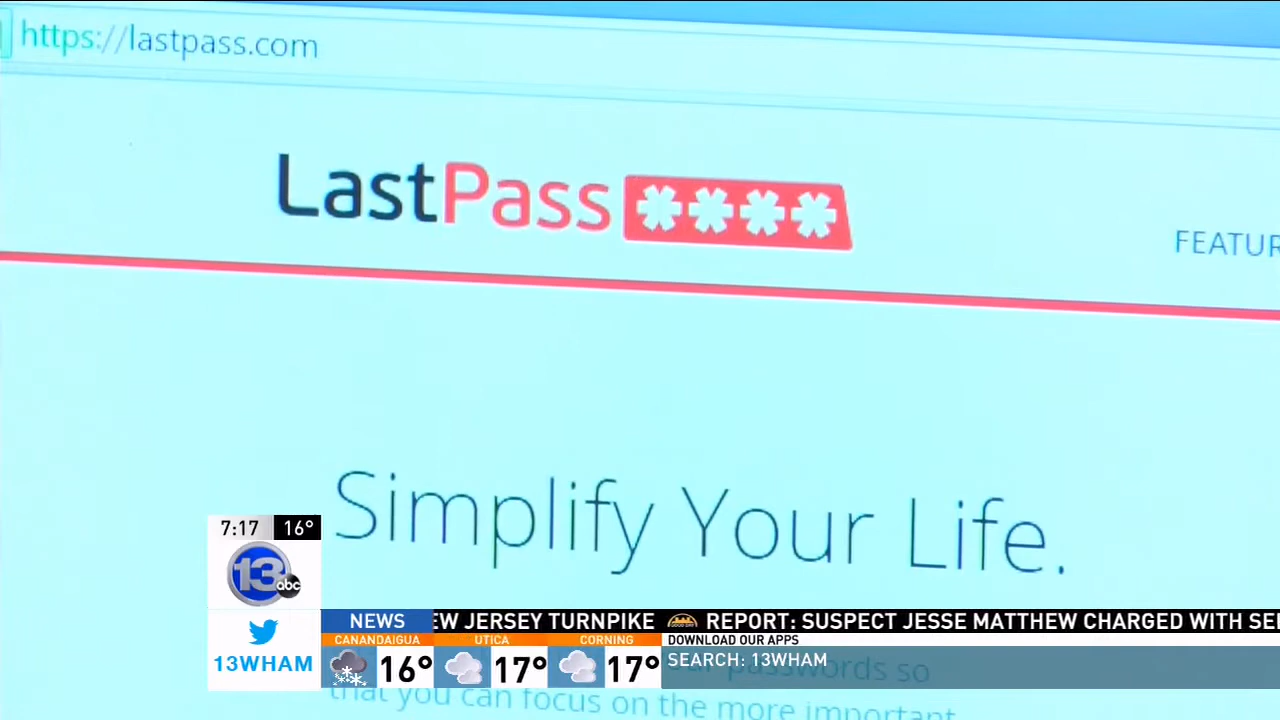 https://lastpass.com
LastPass ****
FEATUR
Simplify Your Life.
7:17 16°
13 abc
NEWS EW JERSEY TURNPIKE REPORT: SUSPECT JESSE MATTHEW CHARGED WITH SE
CANANDAIGUA UTICA CORNING DOWNLOAD OUR APPS
13WHAM 16° 17° 17° SEARCH: 13WHAM
passwords so
that you can focus on the more important